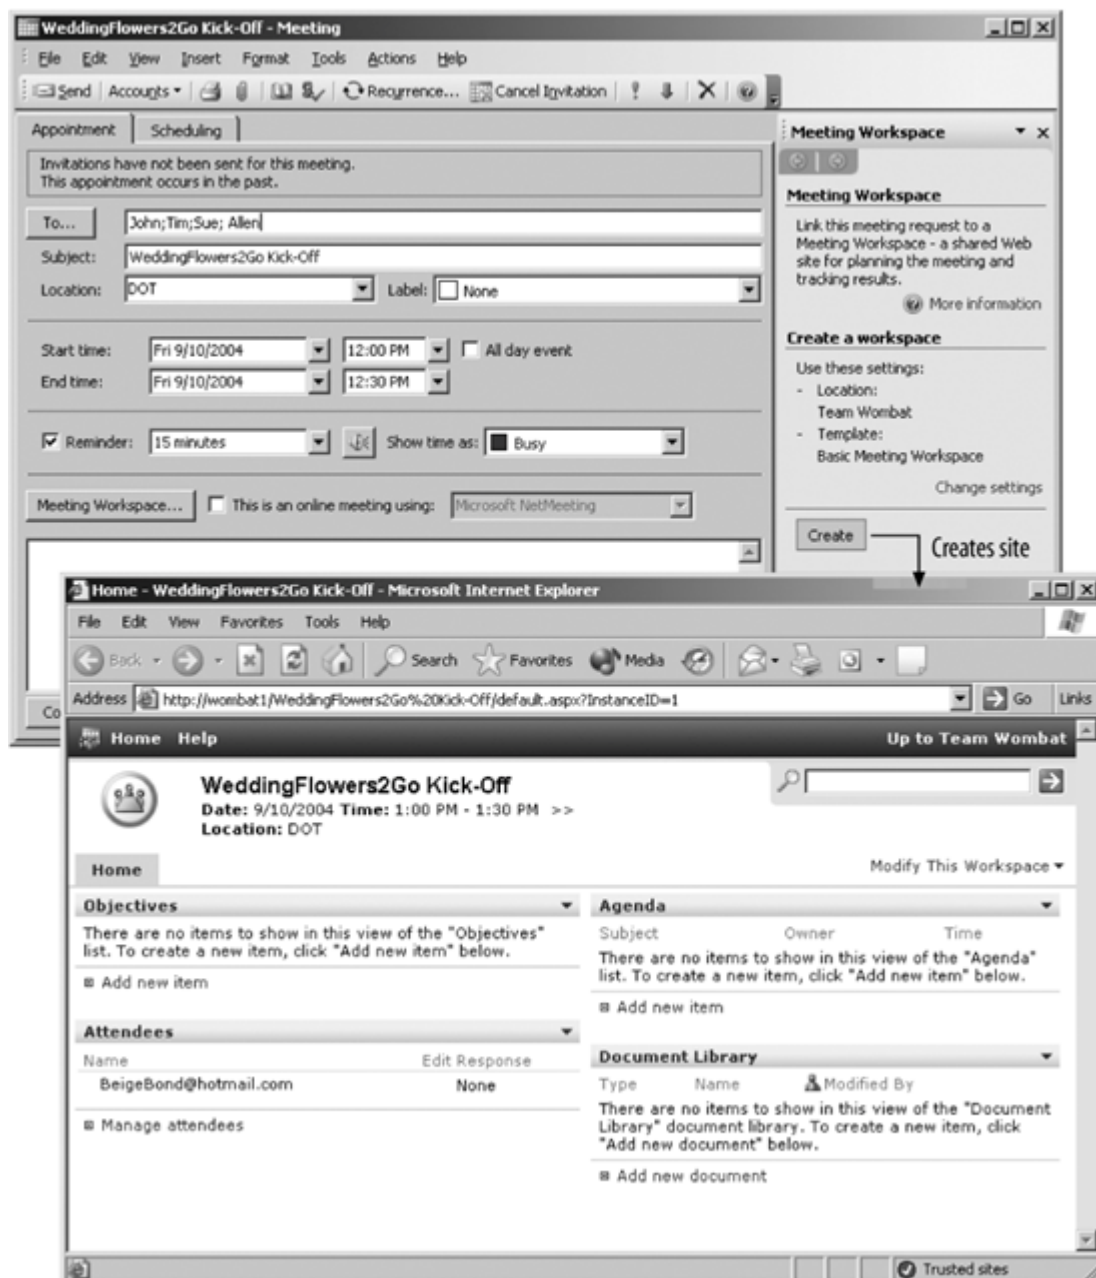 WeddingFlowers2Go Kick-Off - Meeting
File Edit View Insert Format Tools Actions Help
Send Accounts Recurrence... Cancel Invitation
Appointment Scheduling
Invitations have not been sent for this meeting.
This appointment occurs in the past.
To... John;Tim;Sue; Allen
Subject: WeddingFlowers2Go Kick-Off
Location: DOT Label: None
Start time: Fri 9/10/2004 12:00 PM All day event
End time: Fri 9/10/2004 12:30 PM
Reminder: 15 minutes Show time as: Busy
Meeting Workspace... This is an online meeting using: Microsoft NetMeeting
Co
Meeting Workspace
Meeting Workspace
Link this meeting request to a
Meeting Workspace - a shared Web
site for planning the meeting and
tracking results.
More information
Create a workspace
Use these settings:
- Location:
Team Wombat
- Template:
Basic Meeting Workspace
Change settings
Create
Creates site
Home - WeddingFlowers2Go Kick-Off - Microsoft Internet Explorer
File Edit View Favorites Tools Help
Back Search Favorites Media
Address http://wombat1/WeddingFlowers2Go%20Kick-Off/default.aspx?InstanceID=1 Go Links
Home Help Up to Team Wombat
WeddingFlowers2Go Kick-Off
Date: 9/10/2004 Time: 1:00 PM - 1:30 PM >>
Location: DOT
Home Modify This Workspace
Objectives
There are no items to show in this view of the "Objectives"
list. To create a new item, click "Add new item" below.
Add new item
Attendees
Name Edit Response
BeigeBond@hotmail.com None
Manage attendees
Agenda
Subject Owner Time
There are no items to show in this view of the "Agenda"
list. To create a new item, click "Add new item" below.
Add new item
Document Library
Type Name Modified By
There are no items to show in this view of the "Document
Library" document library. To create a new item, click
"Add new document" below.
Add new document
Trusted sites